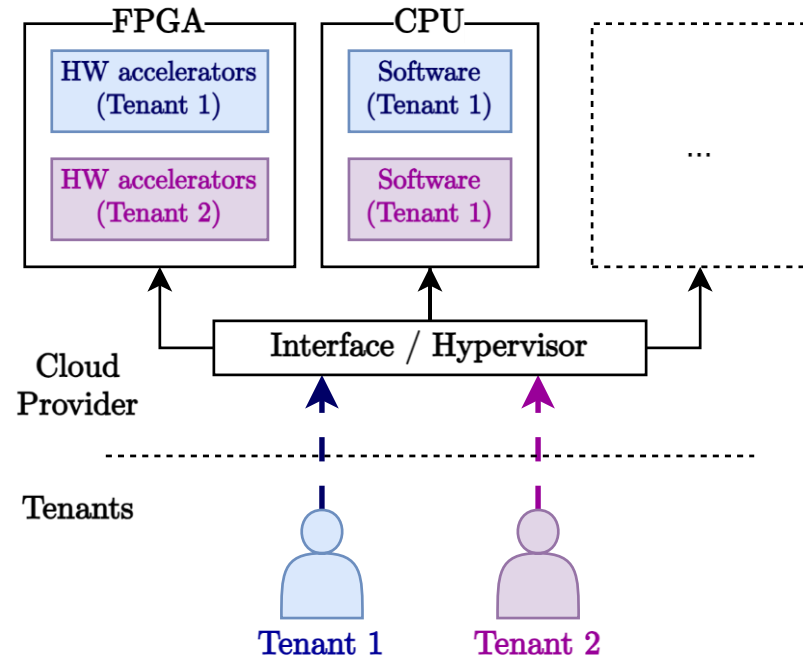 FPGA
HW accelerators
(Tenant 1)
HW accelerators
(Tenant 2)
CPU
Software
(Tenant 1)
Software
(Tenant 1)
...
Interface / Hypervisor
Cloud
Provider
Tenants
Tenant 1
Tenant 2